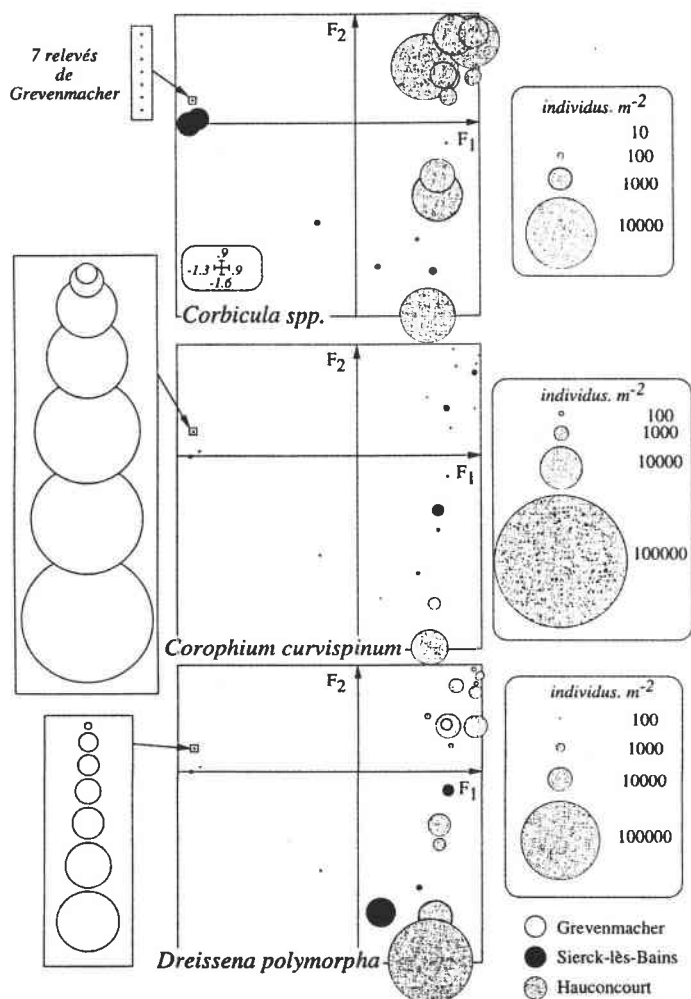 F2
7 relevés
de
Grevenmacher
F1
.9
-1.3 .9
-1.6
Corbicula spp.
individus. m-2
10
100
1000
10000
F2
F1
Corophium curvispinum
individus. m-2
100
1000
10000
100000
F2
F1
Dreissena polymorpha
individus. m-2
100
1000
10000
100000
Grevenmacher
Sierck-lès-Bains
Hauconcourt